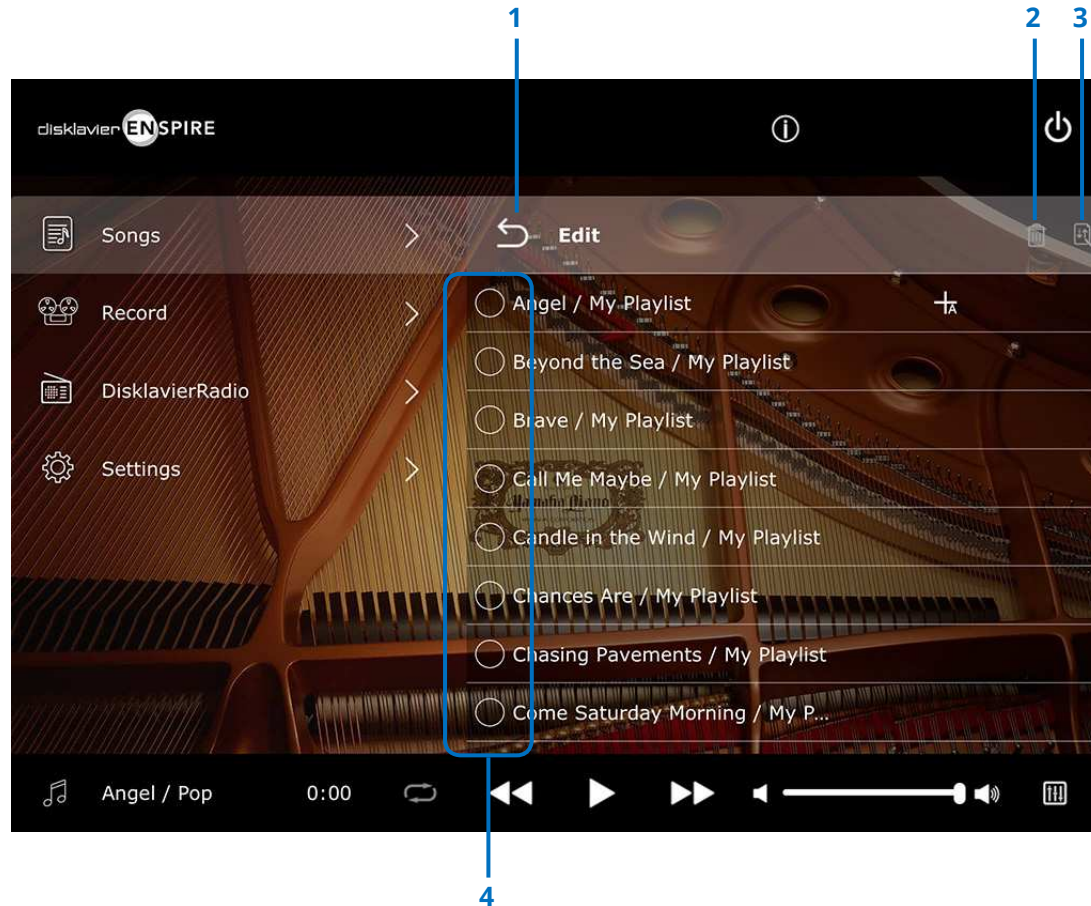 1
2 3
disklavier ENSPIRE
Songs
Edit
Angel / My Playlist
A
Record
Beyond the Sea / My Playlist
DisklavierRadio
Brave / My Playlist
Settings
Call Me Maybe / My Playlist
Yamaha Piano
Candle in the Wind / My Playlist
Chances Are / My Playlist
Chasing Pavements / My Playlist
Come Saturday Morning / My P...
Angel / Pop
0:00
4